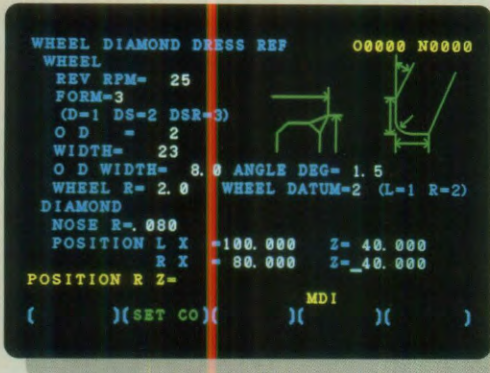 WHEEL DIAMOND DRESS REF O0000 N0000
WHEEL
REV RPM= 25
FORM=3
(D=1 DS=2 DSR=3)
O D = 2
WIDTH= 23
O D WIDTH= 8.0 ANGLE DEG= 1.5
WHEEL R= 2.0 WHEEL DATUM=2 (L=1 R=2)
DIAMOND
NOSE R=.080
POSITION L X =100.000 Z= 40.000
R X = 80.000 Z=_40.000
POSITION R Z=
MDI
( )(SET CO)( )( )( )